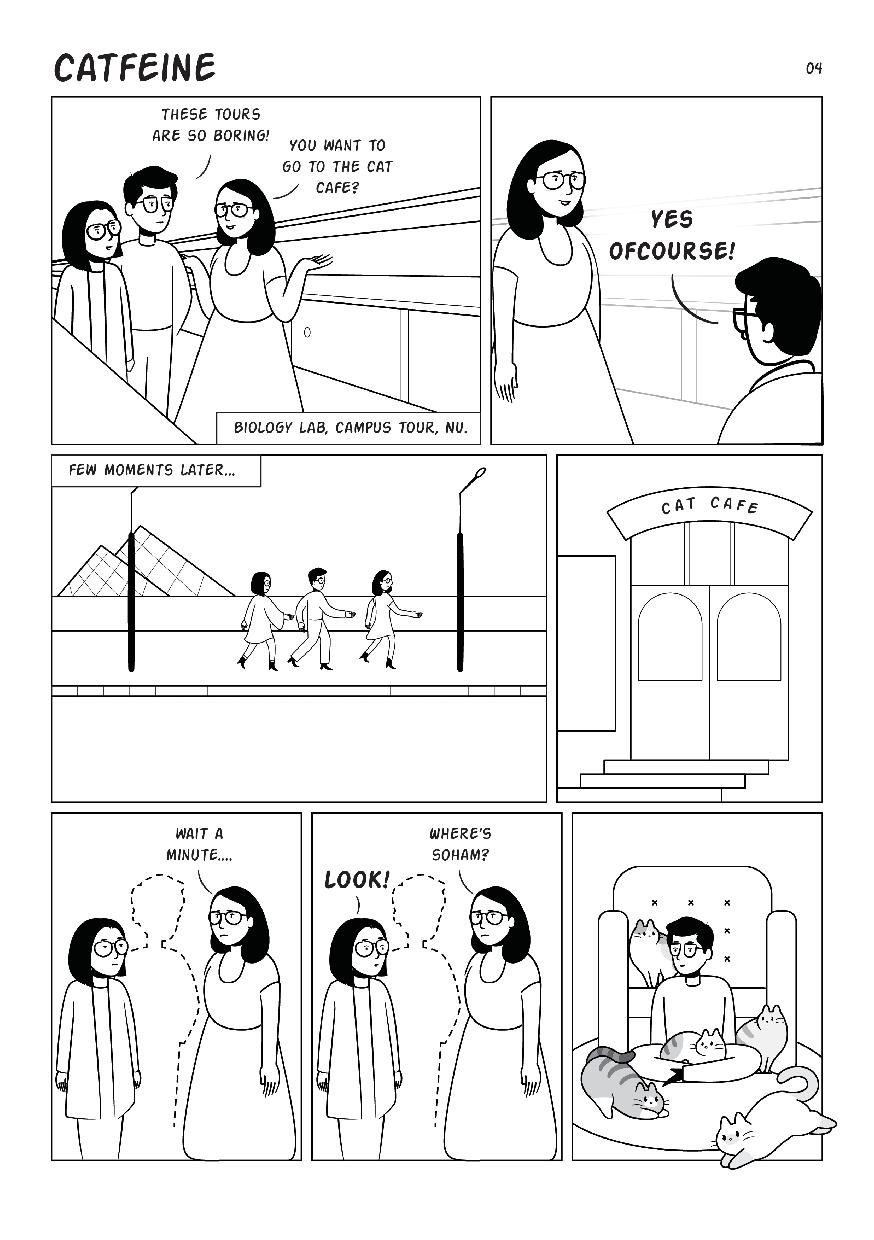 CATFEINE
04
THESE TOURS
ARE SO BORING!
YOU WANT TO
GO TO THE CAT
CAFE?
BIOLOGY LAB, CAMPUS TOUR, NU.
YES
OFCOURSE!
FEW MOMENTS LATER...
CAT CAFE
WAIT A
MINUTE....
LOOK!
WHERE'S
SOHAM?